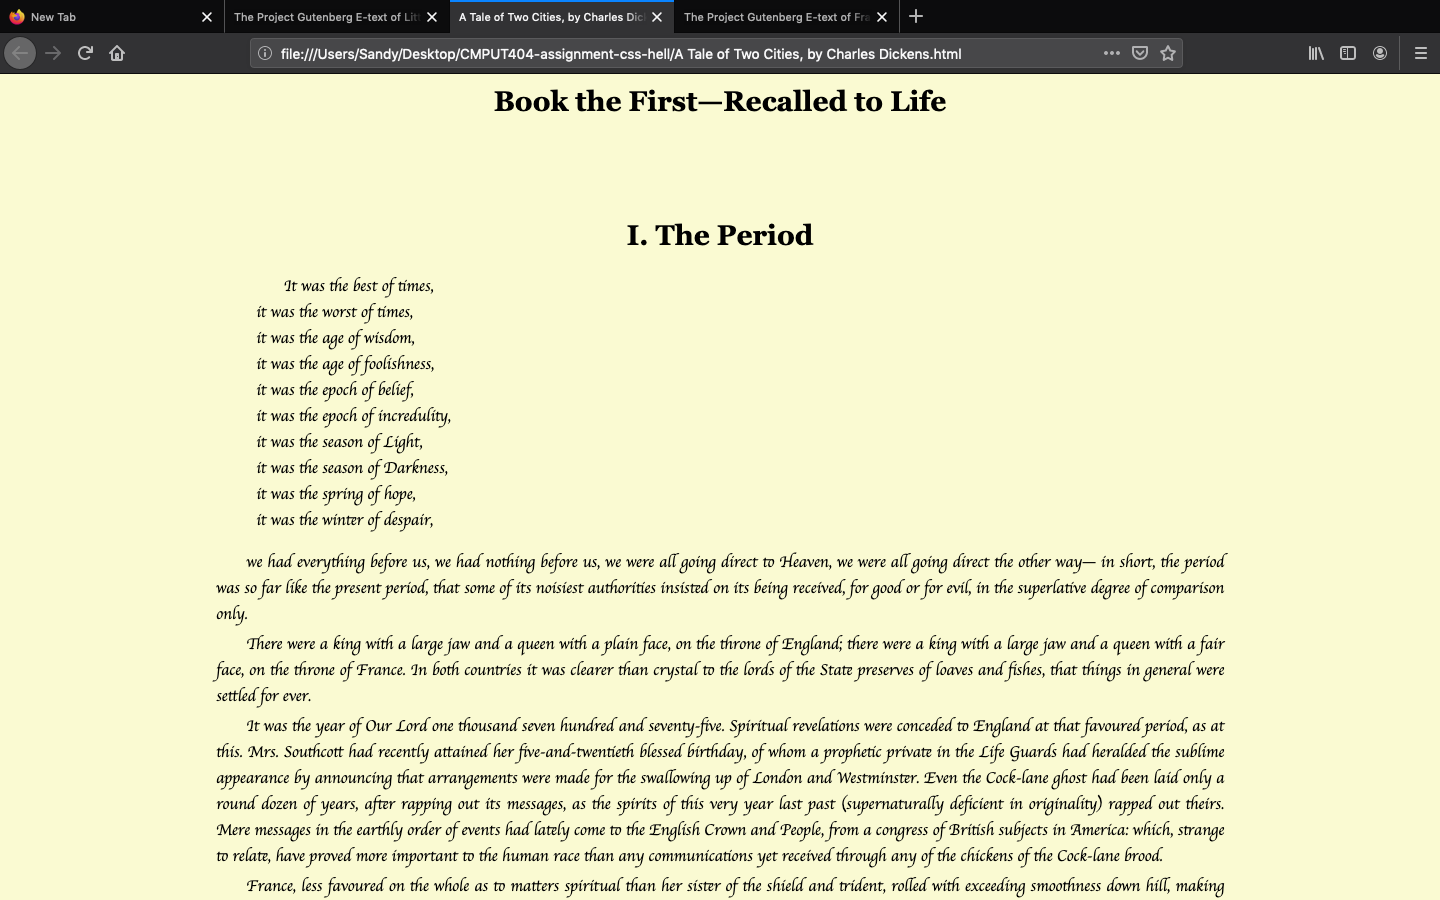 New Tab
The Project Gutenberg E-text of Litt
A Tale of Two Cities, by Charles Dic
The Project Gutenberg E-text of Fra
file:///Users/Sandy/Desktop/CMPUT404-assignment-css-hell/A Tale of Two Cities, by Charles Dickens.html
Book the First—Recalled to Life
I. The Period
It was the best of times,
it was the worst of times,
it was the age of wisdom,
it was the age of foolishness,
it was the epoch of belief,
it was the epoch of incredulity,
it was the season of Light,
it was the season of Darkness,
it was the spring of hope,
it was the winter of despair,
we had everything before us, we had nothing before us, we were all going direct to Heaven, we were all going direct the other way— in short, the period
was so far like the present period, that some of its noisiest authorities insisted on its being received, for good or for evil, in the superlative degree of comparison
only.
There were a king with a large jaw and a queen with a plain face, on the throne of England; there were a king with a large jaw and a queen with a fair
face, on the throne of France. In both countries it was clearer than crystal to the lords of the State preserves of loaves and fishes, that things in general were
settled for ever.
It was the year of Our Lord one thousand seven hundred and seventy-five. Spiritual revelations were conceded to England at that favoured period, as at
this. Mrs. Southcott had recently attained her five-and-twentieth blessed birthday, of whom a prophetic private in the Life Guards had heralded the sublime
appearance by announcing that arrangements were made for the swallowing up of London and Westminster. Even the Cock-lane ghost had been laid only a
round dozen of years, after rapping out its messages, as the spirits of this very year last past (supernaturally deficient in originality) rapped out theirs.
Mere messages in the earthly order of events had lately come to the English Crown and People, from a congress of British subjects in America: which, strange
to relate, have proved more important to the human race than any communications yet received through any of the chickens of the Cock-lane brood.
France, less favoured on the whole as to matters spiritual than her sister of the shield and trident, rolled with exceeding smoothness down hill, making